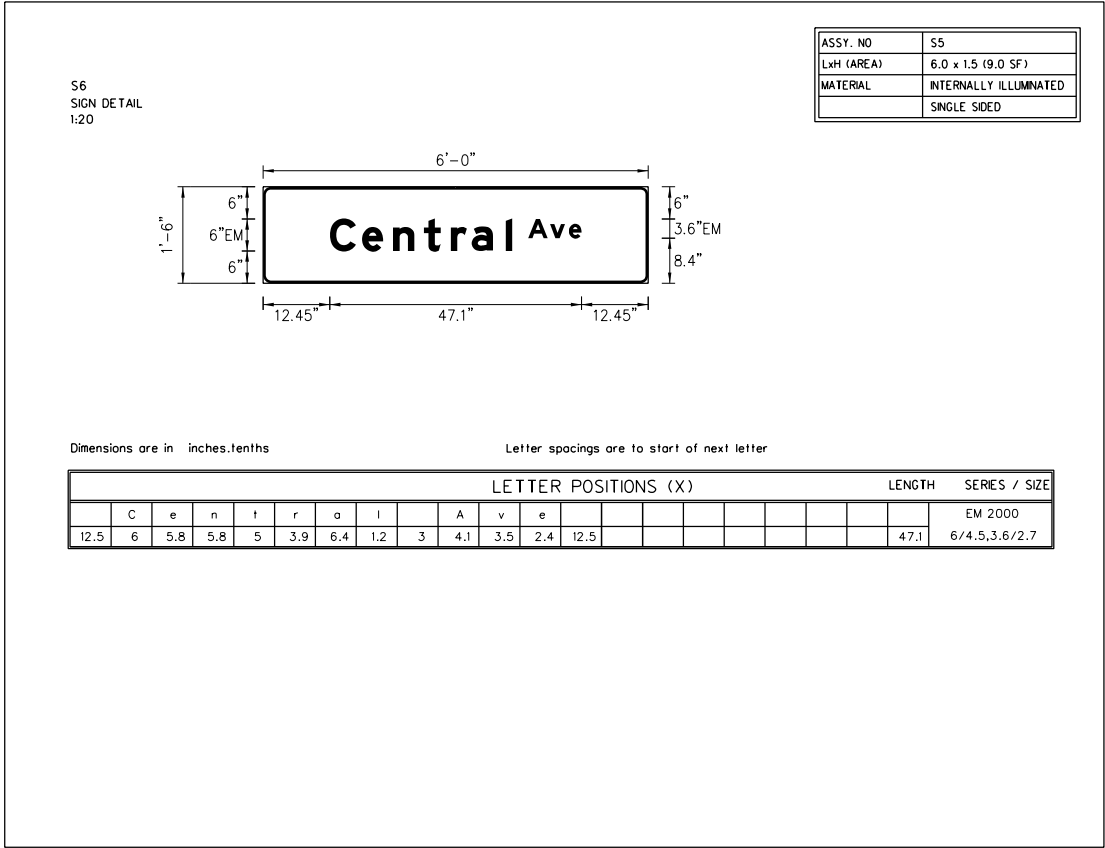 ASSY. NO S5
LxH (AREA) 6.0 x 1.5 (9.0 SF)
MATERIAL INTERNALLY ILLUMINATED
SINGLE SIDED
S6
SIGN DETAIL
1:20
6'-0"
1'-6"
6"
6"EM
6"
Central Ave
6"
3.6"EM
8.4"
12.45" 47.1" 12.45"
Dimensions are in inches.tenths Letter spacings are to start of next letter
LETTER POSITIONS (X) LENGTH SERIES / SIZE
C e n t r a l A v e EM 2000
12.5 6 5.8 5.8 5 3.9 6.4 1.2 3 4.1 3.5 2.4 12.5 47.1 6/4.5,3.6/2.7